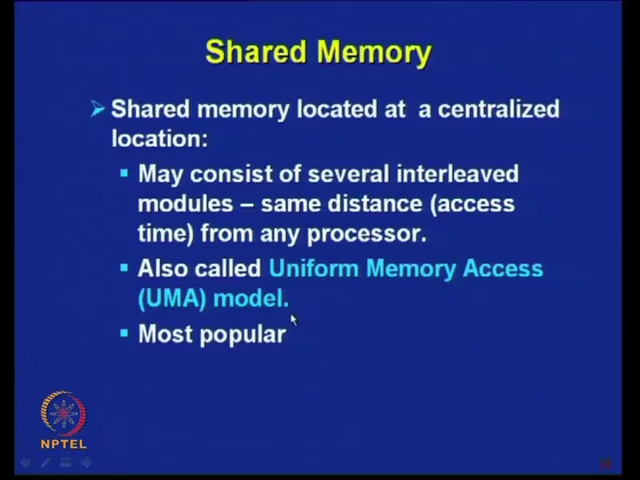 Shared Memory
Shared memory located at a centralized
location:
May consist of several interleaved
modules – same distance (access
time) from any processor.
Also called Uniform Memory Access
(UMA) model.
Most popular
NPTEL